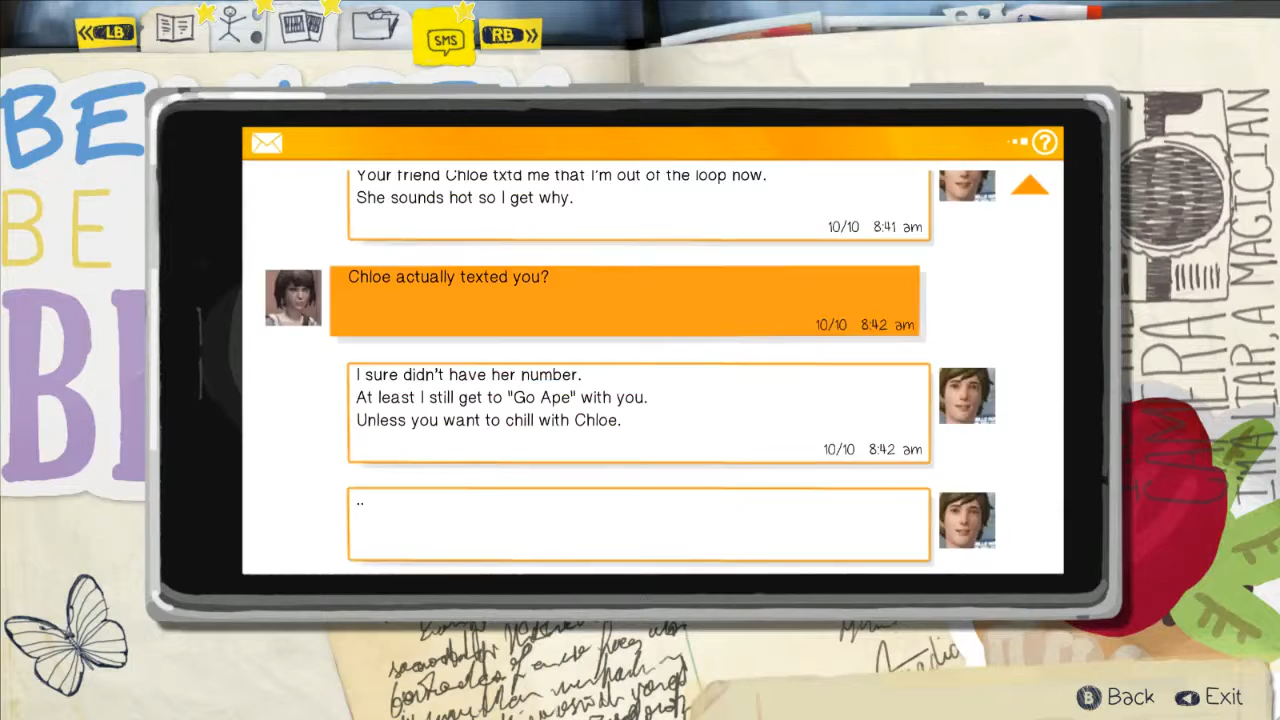 LB
SMS
RB
BE
BE
Your friend Chloe txtd me that I'm out of the loop now.
She sounds hot so I get why.
10/10 8:41 am
Chloe actually texted you?
10/10 8:42 am
I sure didn't have her number.
At least I still get to "Go Ape" with you.
Unless you want to chill with Chloe.
10/10 8:42 am
..
CAMERA
A MAGICIAN
B Back
Exit